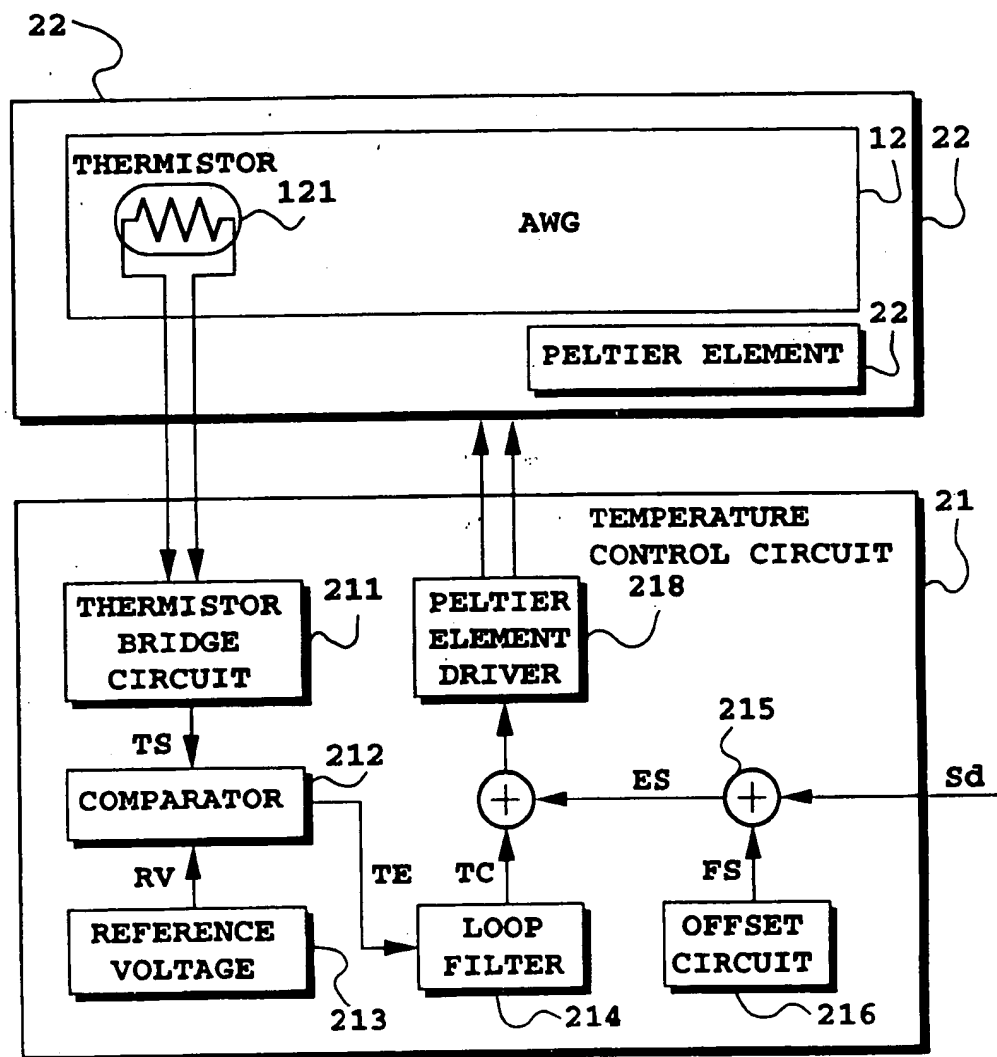 22
THERMISTOR
121
AWG
12
22
22
PELTIER ELEMENT
TEMPERATURE
CONTROL CIRCUIT
21
THERMISTOR
BRIDGE
CIRCUIT
211
PELTIER
ELEMENT
DRIVER
218
TS
212
215
COMPARATOR
ES
Sd
RV
TE
TC
FS
REFERENCE
VOLTAGE
213
LOOP
FILTER
214
OFFSET
CIRCUIT
216